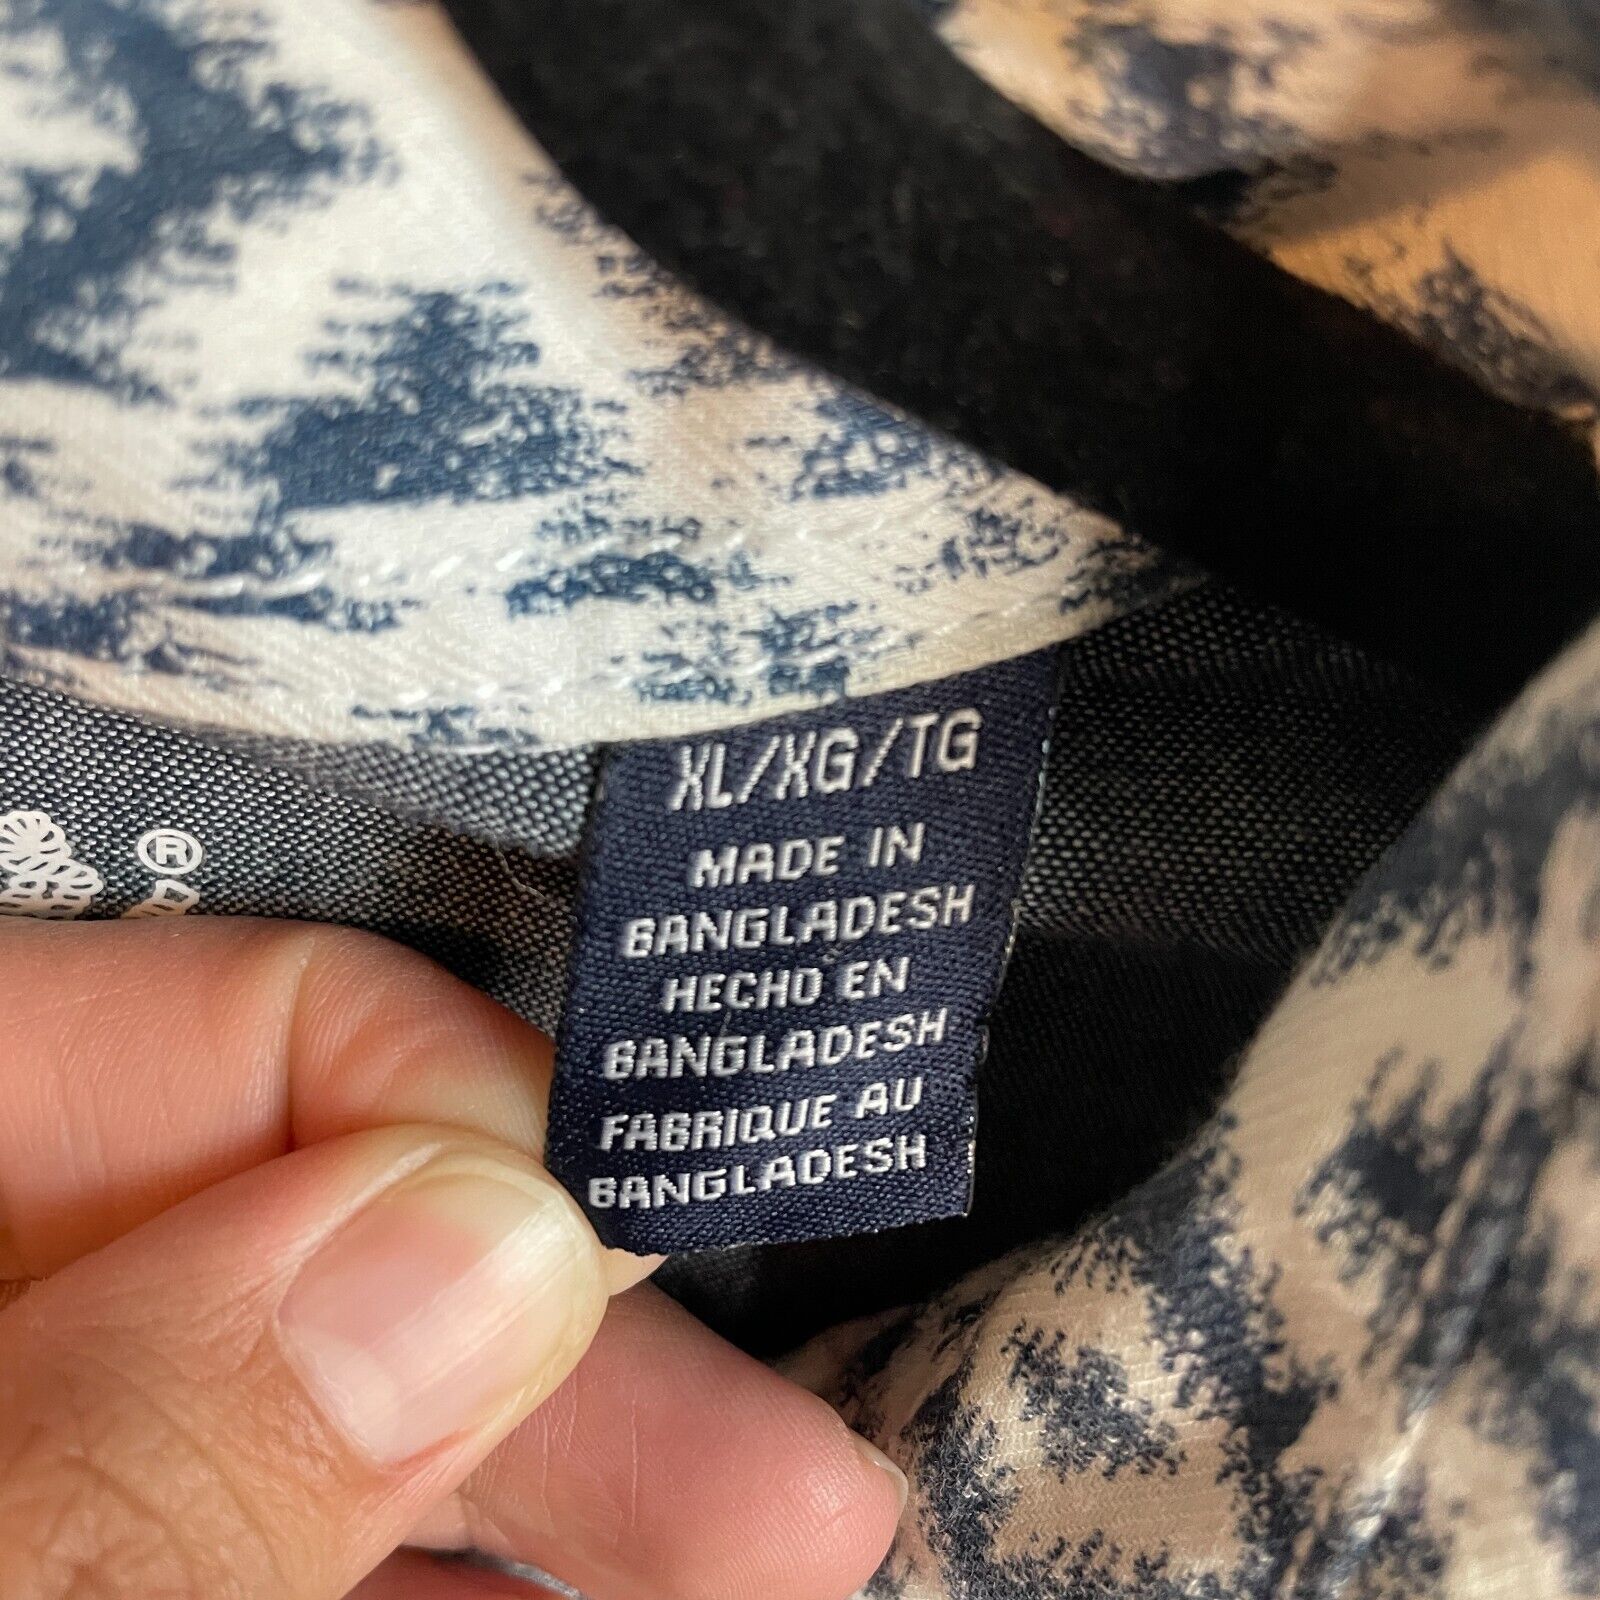 XL/XG/TG
MADE IN
BANGLADESH
HECHO EN
BANGLADESH
FABRIQUE AU
BANGLADESH
®